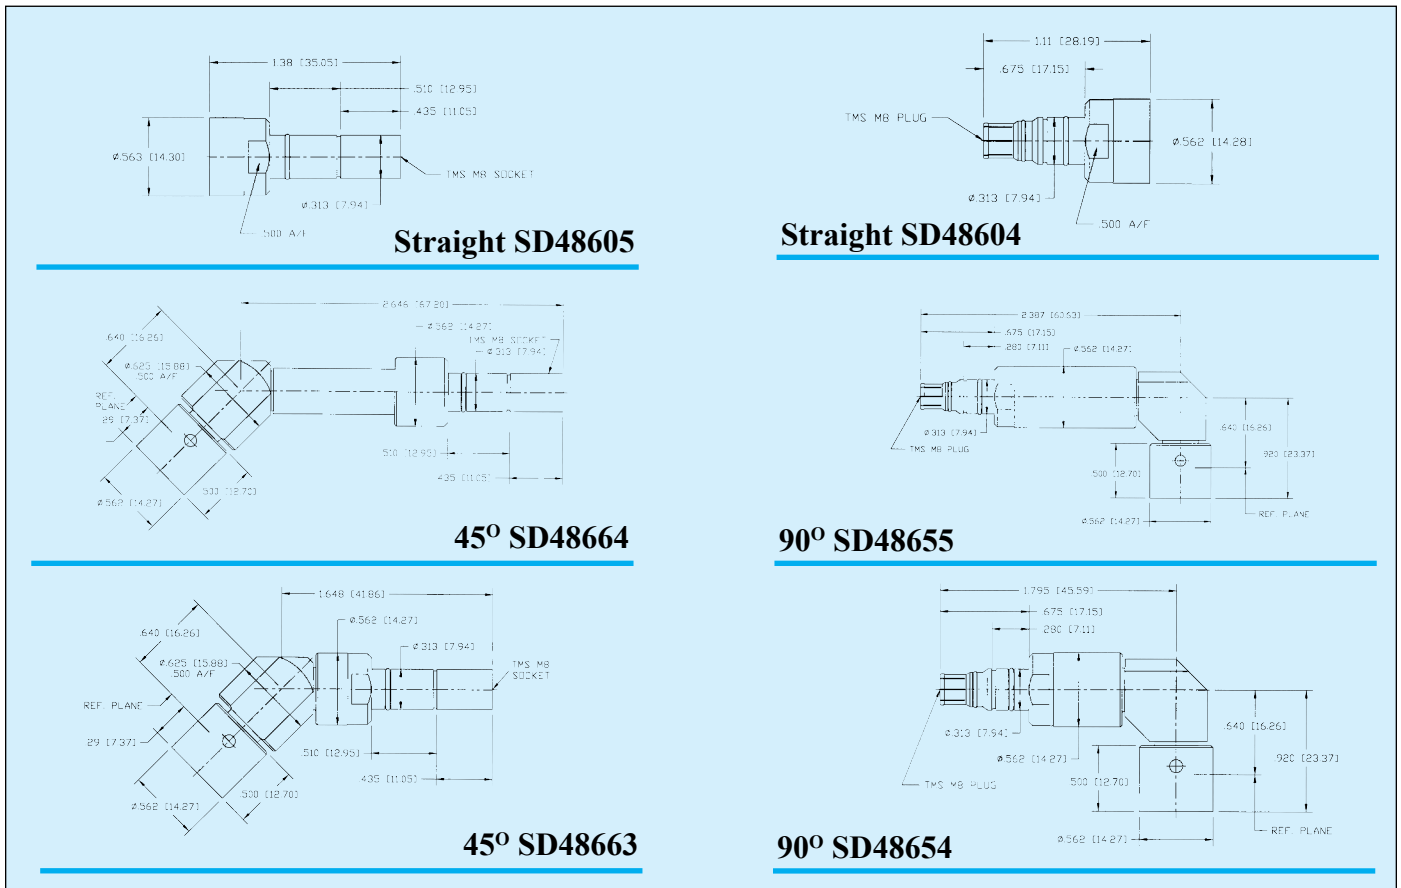 1.38 [35.05]
.510 [12.95]
.435 [11.05]
Ø.563 [14.30]
TMS M8 SOCKET
Ø.313 [7.94]
.500 A/F
Straight SD48605
1.11 [28.19]
.675 [17.15]
TMS M8 PLUG
Ø.562 [14.28]
Ø.313 [7.94]
.500 A/F
Straight SD48604
2.646 [67.20]
Ø.562 [14.27]
TMS M8 SOCKET
Ø.313 [7.94]
.640 [16.26]
Ø.625 [15.88]
.500 A/F
REF.
PLANE
.29 [7.37]
.510 [12.95]
.435 [11.05]
.500 [12.70]
Ø.562 [14.27]
45º SD48664
2.387 [60.63]
.675 [17.15]
.280 [7.11]
Ø.562 [14.27]
Ø.313 [7.94]
TMS M8 PLUG
.640 [16.26]
.920 [23.37]
.500 [12.70]
REF. PLANE
Ø.562 [14.27]
90º SD48655
1.648 [41.86]
Ø.562 [14.27]
.640 [16.26]
Ø.313 [7.94]
Ø.625 [15.88]
.500 A/F
TMS M8
SOCKET
REF. PLANE
.29 [7.37]
.510 [12.95]
.435 [11.05]
.500 [12.70]
Ø.562 [14.27]
45º SD48663
1.795 [45.59]
.675 [17.15]
.280 [7.11]
Ø.313 [7.94]
Ø.562 [14.27]
.640 [16.26]
.920 [23.37]
.500 [12.70]
TMS M8 PLUG
REF. PLANE
Ø.562 [14.27]
90º SD48654